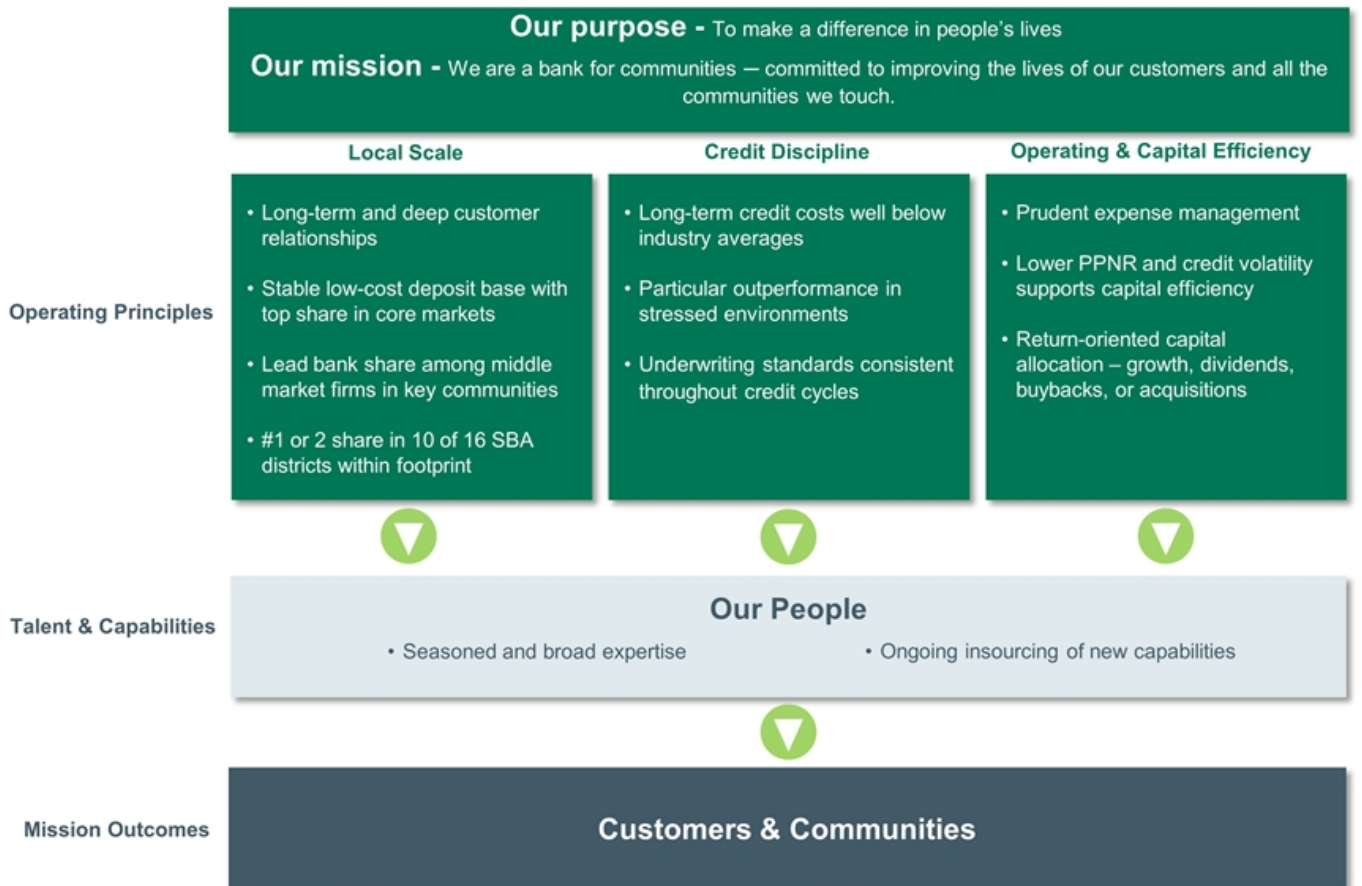 Our purpose - To make a difference in people's lives
Our mission - We are a bank for communities — committed to improving the lives of our customers and all the
communities we touch.
Local Scale
Credit Discipline
Operating & Capital Efficiency
Operating Principles
• Long-term and deep customer
relationships
• Stable low-cost deposit base with
top share in core markets
• Lead bank share among middle
market firms in key communities
• #1 or 2 share in 10 of 16 SBA
districts within footprint
• Long-term credit costs well below
industry averages
• Particular outperformance in
stressed environments
• Underwriting standards consistent
throughout credit cycles
• Prudent expense management
• Lower PPNR and credit volatility
supports capital efficiency
• Return-oriented capital
allocation – growth, dividends,
buybacks, or acquisitions
Talent & Capabilities
Our People
• Seasoned and broad expertise
• Ongoing insourcing of new capabilities
Mission Outcomes
Customers & Communities